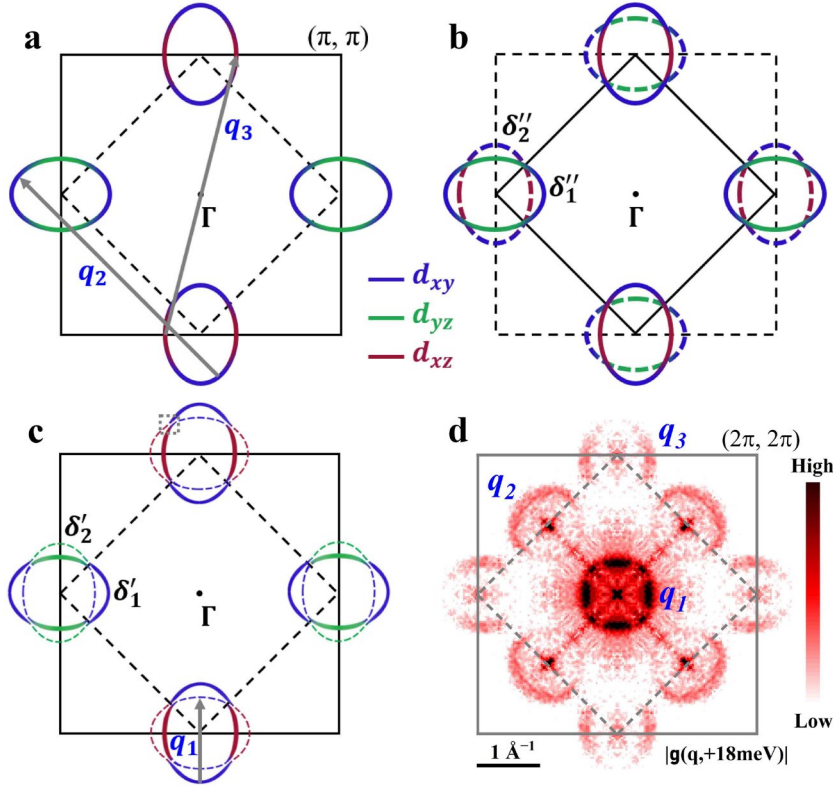 a
(π, π)
q3
Γ
q2
dxy
dyz
dxz
b
δ2′′
δ1′′
Γ
c
δ2′
δ1′
Γ
q1
d
q3
(2π, 2π)
High
q2
q1
Low
1 Å⁻¹
|g(q,+18meV)|